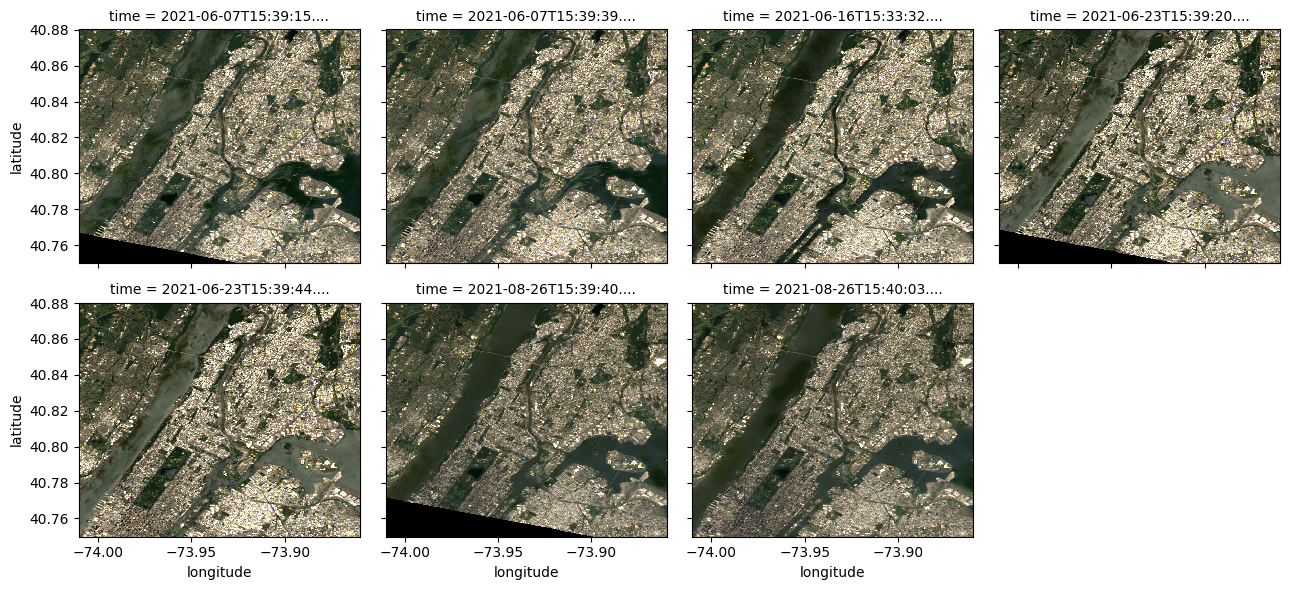 time = 2021-06-07T15:39:15....
time = 2021-06-07T15:39:39....
time = 2021-06-16T15:33:32....
time = 2021-06-23T15:39:20....
40.88
40.86
40.84
40.82
40.80
40.78
40.76
latitude
time = 2021-06-23T15:39:44....
time = 2021-08-26T15:39:40....
time = 2021-08-26T15:40:03....
40.88
40.86
40.84
40.82
40.80
40.78
40.76
latitude
−74.00 −73.95 −73.90
−74.00 −73.95 −73.90
−74.00 −73.95 −73.90
longitude
longitude
longitude